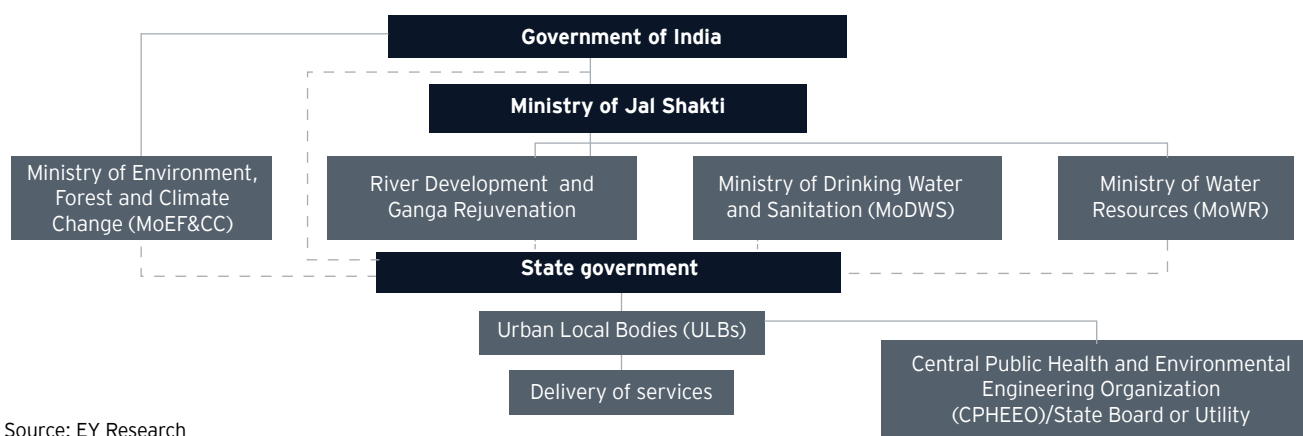 Government of India
Ministry of Jal Shakti
Ministry of Environment,
Forest and Climate
Change (MoEF&CC)
River Development and
Ganga Rejuvenation
Ministry of Drinking Water
and Sanitation (MoDWS)
Ministry of Water
Resources (MoWR)
State government
Urban Local Bodies (ULBs)
Delivery of services
Central Public Health and Environmental
Engineering Organization
(CPHEEO)/State Board or Utility
Source: EY Research